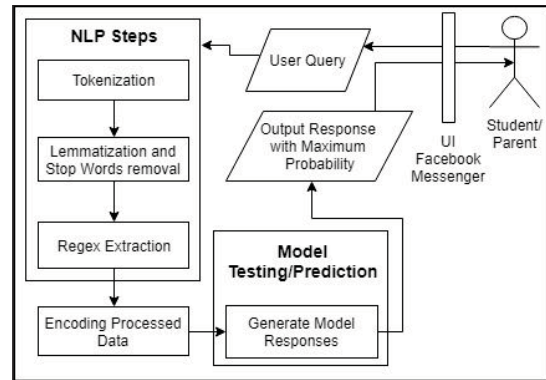 NLP Steps
Tokenization
Lemmatization and
Stop Words removal
Regex Extraction
Encoding Processed
Data
User Query
Output Response
with Maximum
Probability
Model
Testing/Prediction
Generate Model
Responses
UI
Facebook
Messenger
Student/
Parent